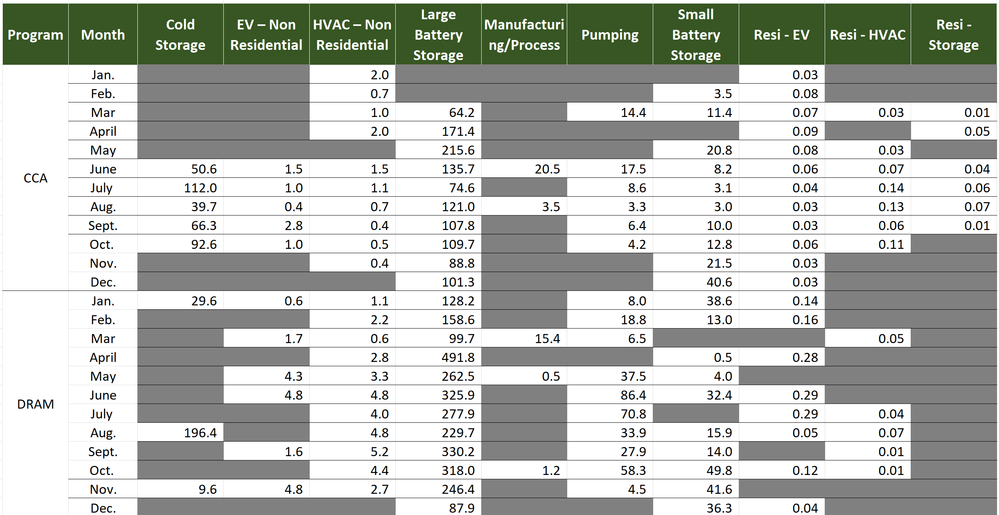 Program Month Cold Storage EV – Non Residential HVAC – Non Residential Large Battery Storage Manufacturi ng/Process Pumping Small Battery Storage Resi - EV Resi - HVAC Resi - Storage
Jan. 2.0 0.03
Feb. 0.7 3.5 0.08
Mar 1.0 64.2 14.4 11.4 0.07 0.03 0.01
April 2.0 171.4 0.09 0.05
May 215.6 20.8 0.08 0.03
June 50.6 1.5 1.5 135.7 20.5 17.5 8.2 0.06 0.07 0.04
CCA July 112.0 1.0 1.1 74.6 8.6 3.1 0.04 0.14 0.06
Aug. 39.7 0.4 0.7 121.0 3.5 3.3 3.0 0.03 0.13 0.07
Sept. 66.3 2.8 0.4 107.8 6.4 10.0 0.03 0.06 0.01
Oct. 92.6 1.0 0.5 109.7 4.2 12.8 0.06 0.11
Nov. 0.4 88.8 21.5 0.03
Dec. 101.3 40.6 0.03
Jan. 29.6 0.6 1.1 128.2 8.0 38.6 0.14
Feb. 2.2 158.6 18.8 13.0 0.16
Mar 1.7 0.6 99.7 15.4 6.5 0.05
April 2.8 491.8 0.5 0.28
May 4.3 3.3 262.5 0.5 37.5 4.0
June 4.8 4.8 325.9 86.4 32.4 0.29
DRAM July 4.0 277.9 70.8 0.29 0.04
Aug. 196.4 4.8 229.7 33.9 15.9 0.05 0.07
Sept. 1.6 5.2 330.2 27.9 14.0 0.01
Oct. 4.4 318.0 1.2 58.3 49.8 0.12 0.01
Nov. 9.6 4.8 2.7 246.4 4.5 41.6
Dec. 87.9 36.3 0.04